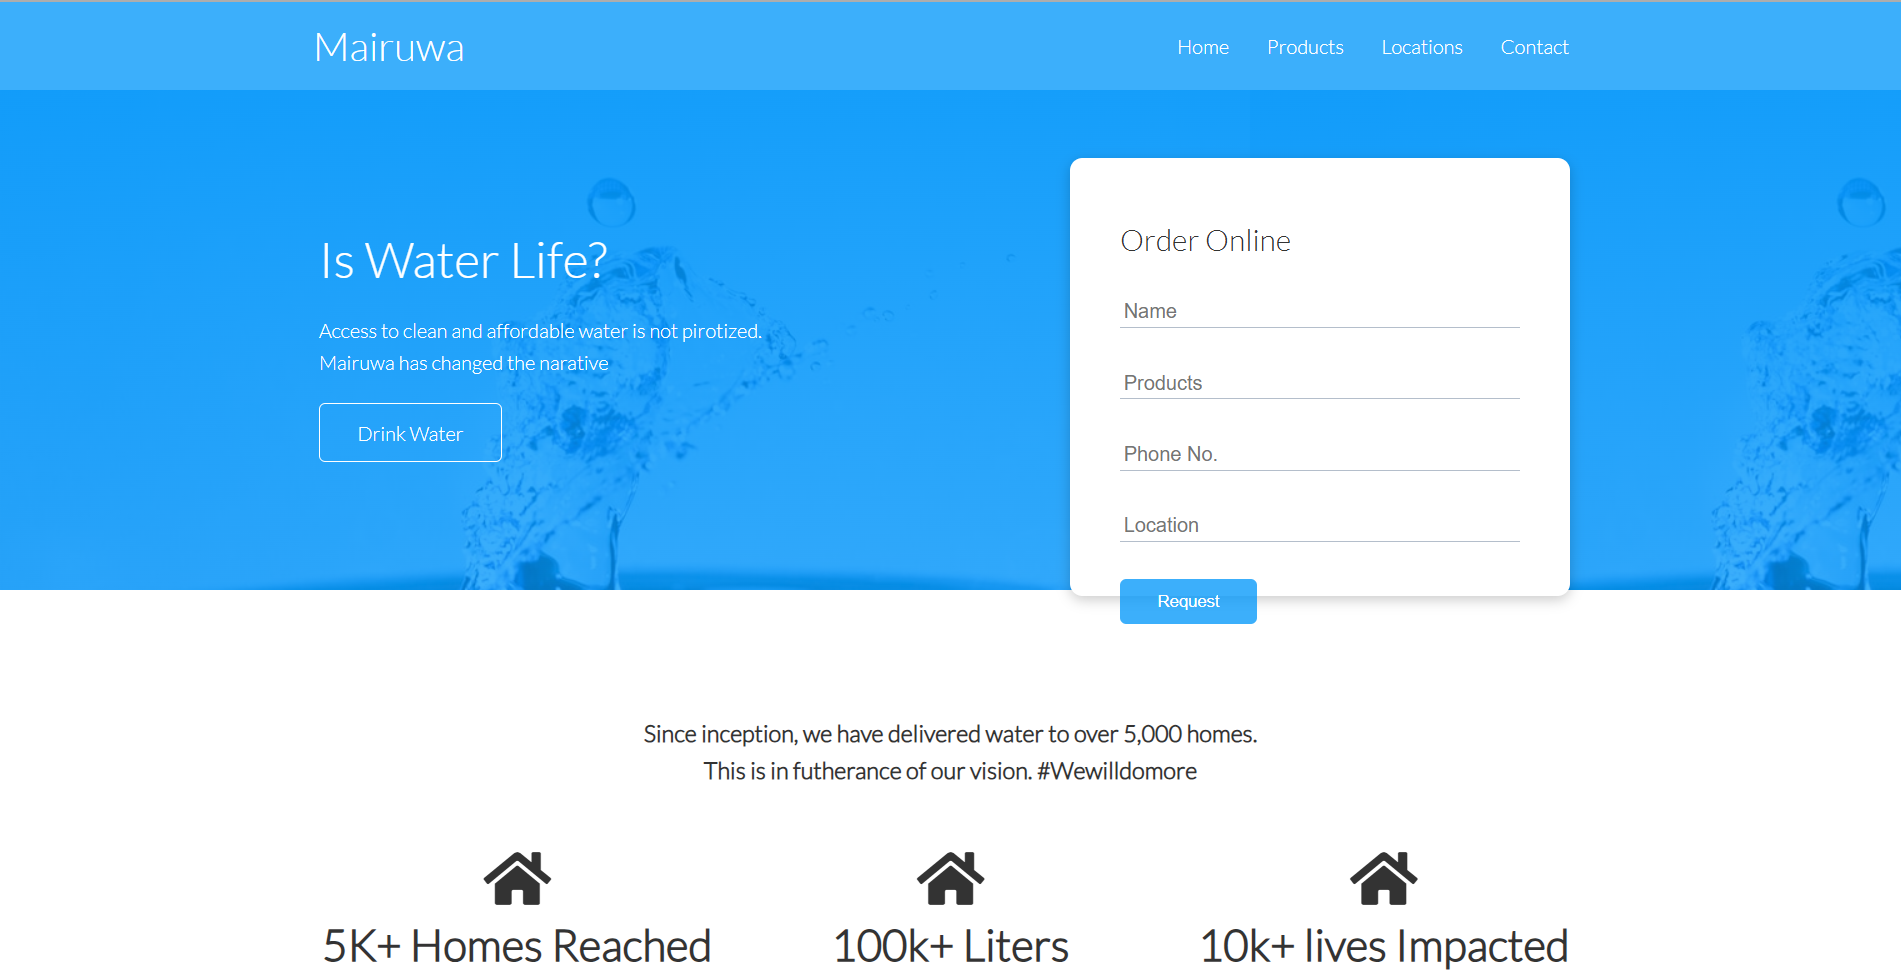 Mairuwa
Home Products Locations Contact
Is Water Life?
Access to clean and affordable water is not pirotized.
Mairuwa has changed the narative
Drink Water
Order Online
Name
Products
Phone No.
Location
Request
Since inception, we have delivered water to over 5,000 homes.
This is in futherance of our vision. #Wewilldomore
5K+ Homes Reached
100k+ Liters
10k+ lives Impacted